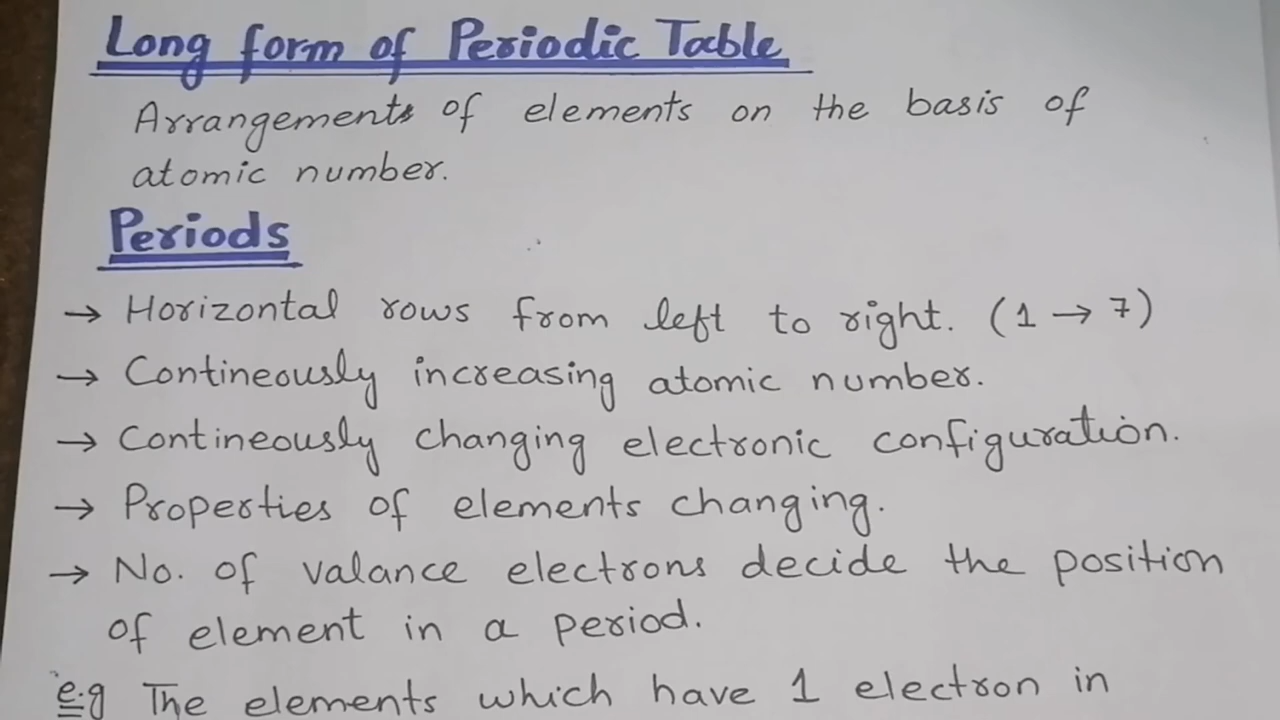 Long form of Periodic Table
Arrangements of elements on the basis of
atomic number.
Periods
→ Horizontal rows from left to right. (1 → 7)
→ Contineously increasing atomic number.
→ Contineously changing electronic configuration.
→ Properties of elements changing.
→ No. of valance electrons decide the position
of element in a period.
e.g The elements which have 1 electron in